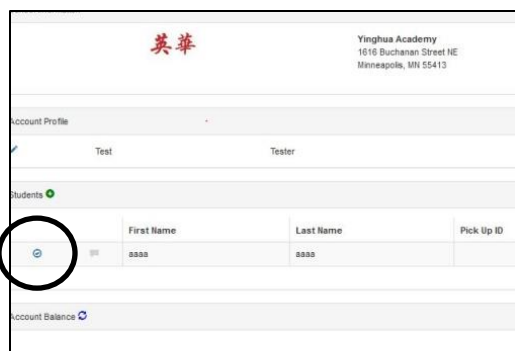 英華
Yinghua Academy
1616 Buchanan Street NE
Minneapolis, MN 55413
Account Profile
Test Tester
Students
First Name Last Name Pick Up ID
aaaa aaaa
Account Balance